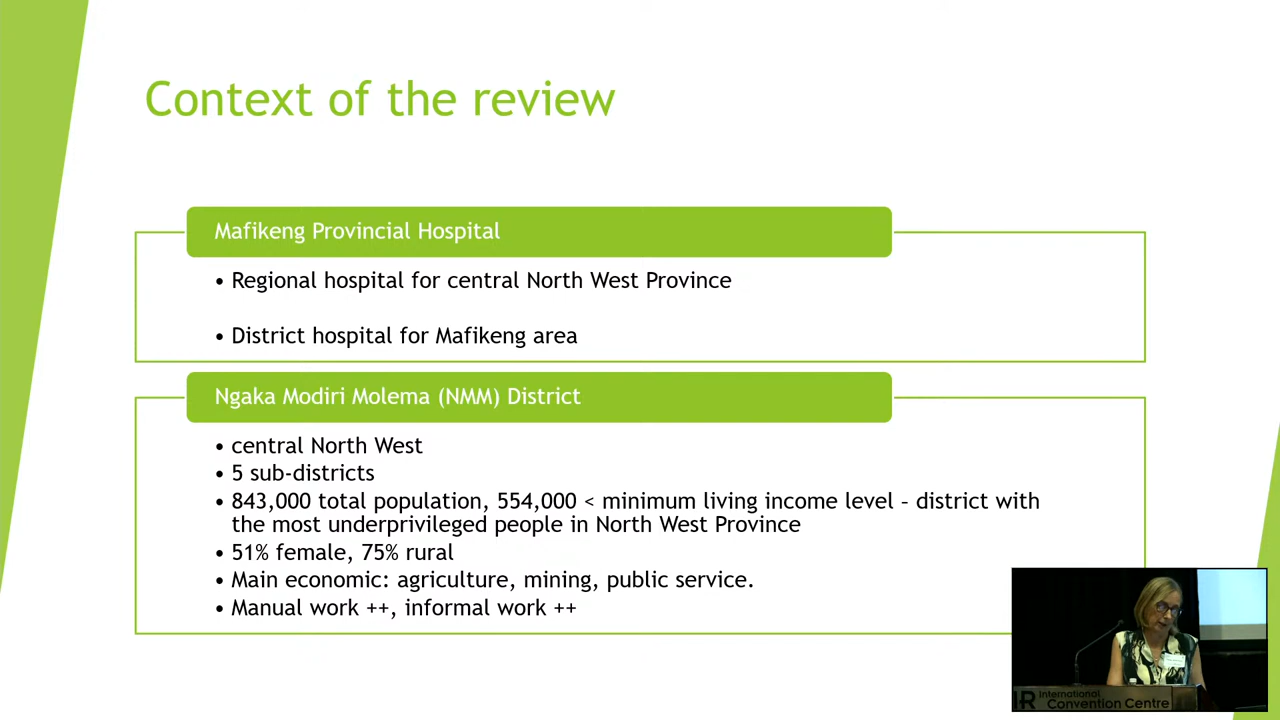 Context of the review
Mafikeng Provincial Hospital
• Regional hospital for central North West Province
• District hospital for Mafikeng area
Ngaka Modiri Molema (NMM) District
• central North West
• 5 sub-districts
• 843,000 total population, 554,000 < minimum living income level – district with
the most underprivileged people in North West Province
• 51% female, 75% rural
• Main economic: agriculture, mining, public service.
• Manual work ++, informal work ++
International
Convention Centre